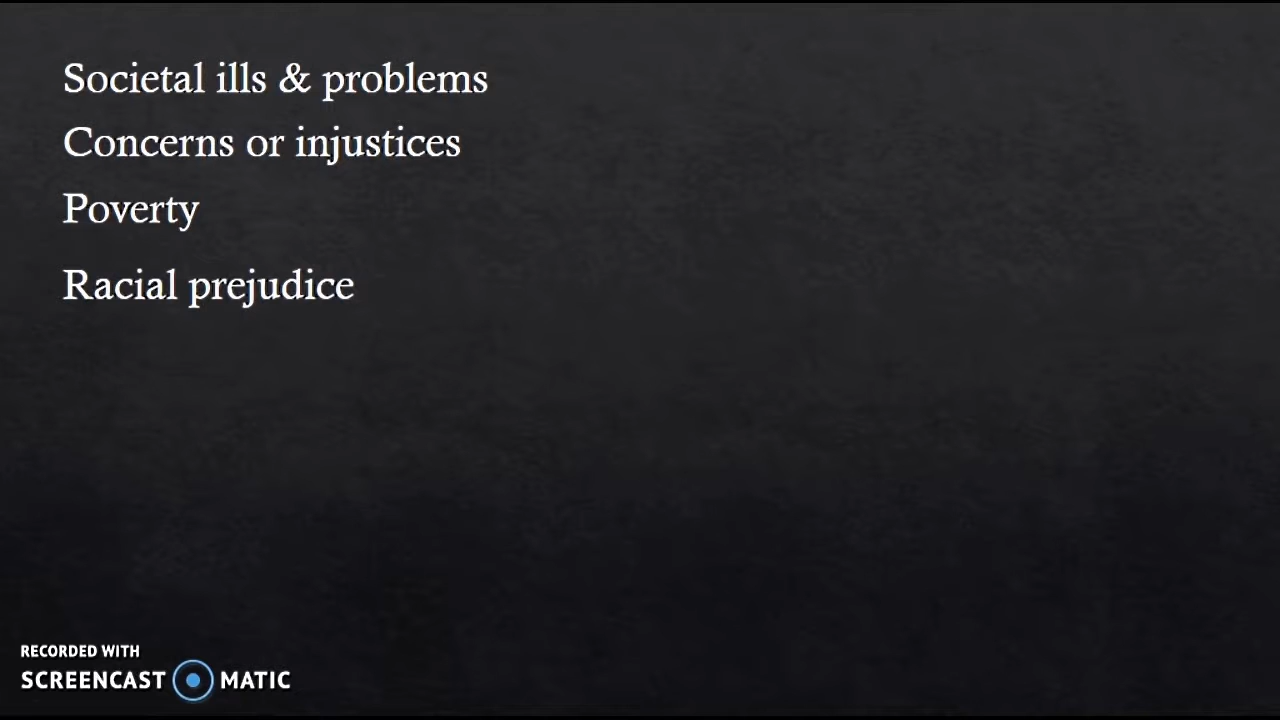 Societal ills & problems
Concerns or injustices
Poverty
Racial prejudice
RECORDED WITH
SCREENCAST MATIC